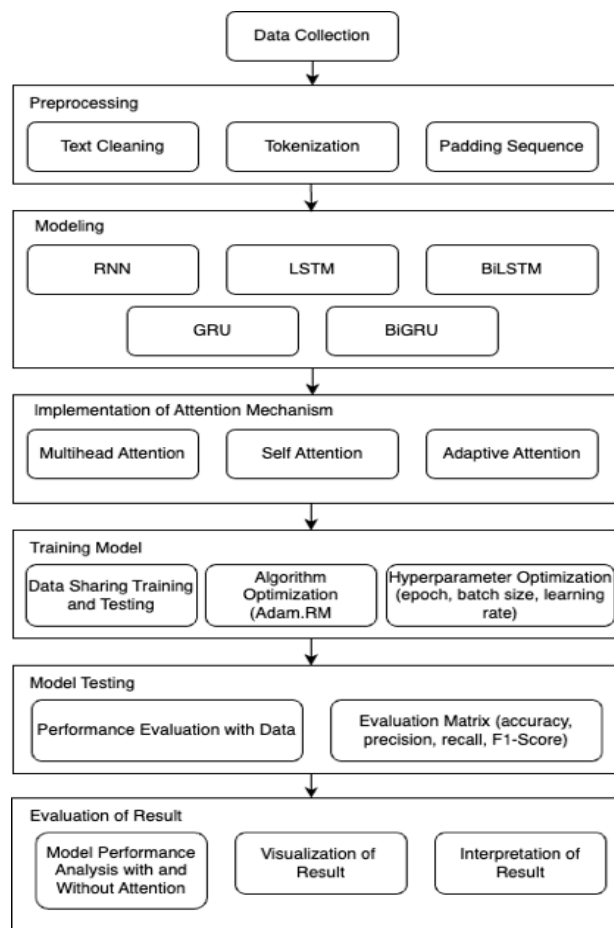 Data Collection
Preprocessing
Text Cleaning
Tokenization
Padding Sequence
Modeling
RNN
LSTM
BiLSTM
GRU
BiGRU
Implementation of Attention Mechanism
Multihead Attention
Self Attention
Adaptive Attention
Training Model
Data Sharing Training
and Testing
Algorithm
Optimization
(Adam.RM
Hyperparameter Optimization
(epoch, batch size, learning
rate)
Model Testing
Performance Evaluation with Data
Evaluation Matrix (accuracy,
precision, recall, F1-Score)
Evaluation of Result
Model Performance
Analysis with and
Without Attention
Visualization of
Result
Interpretation of
Result